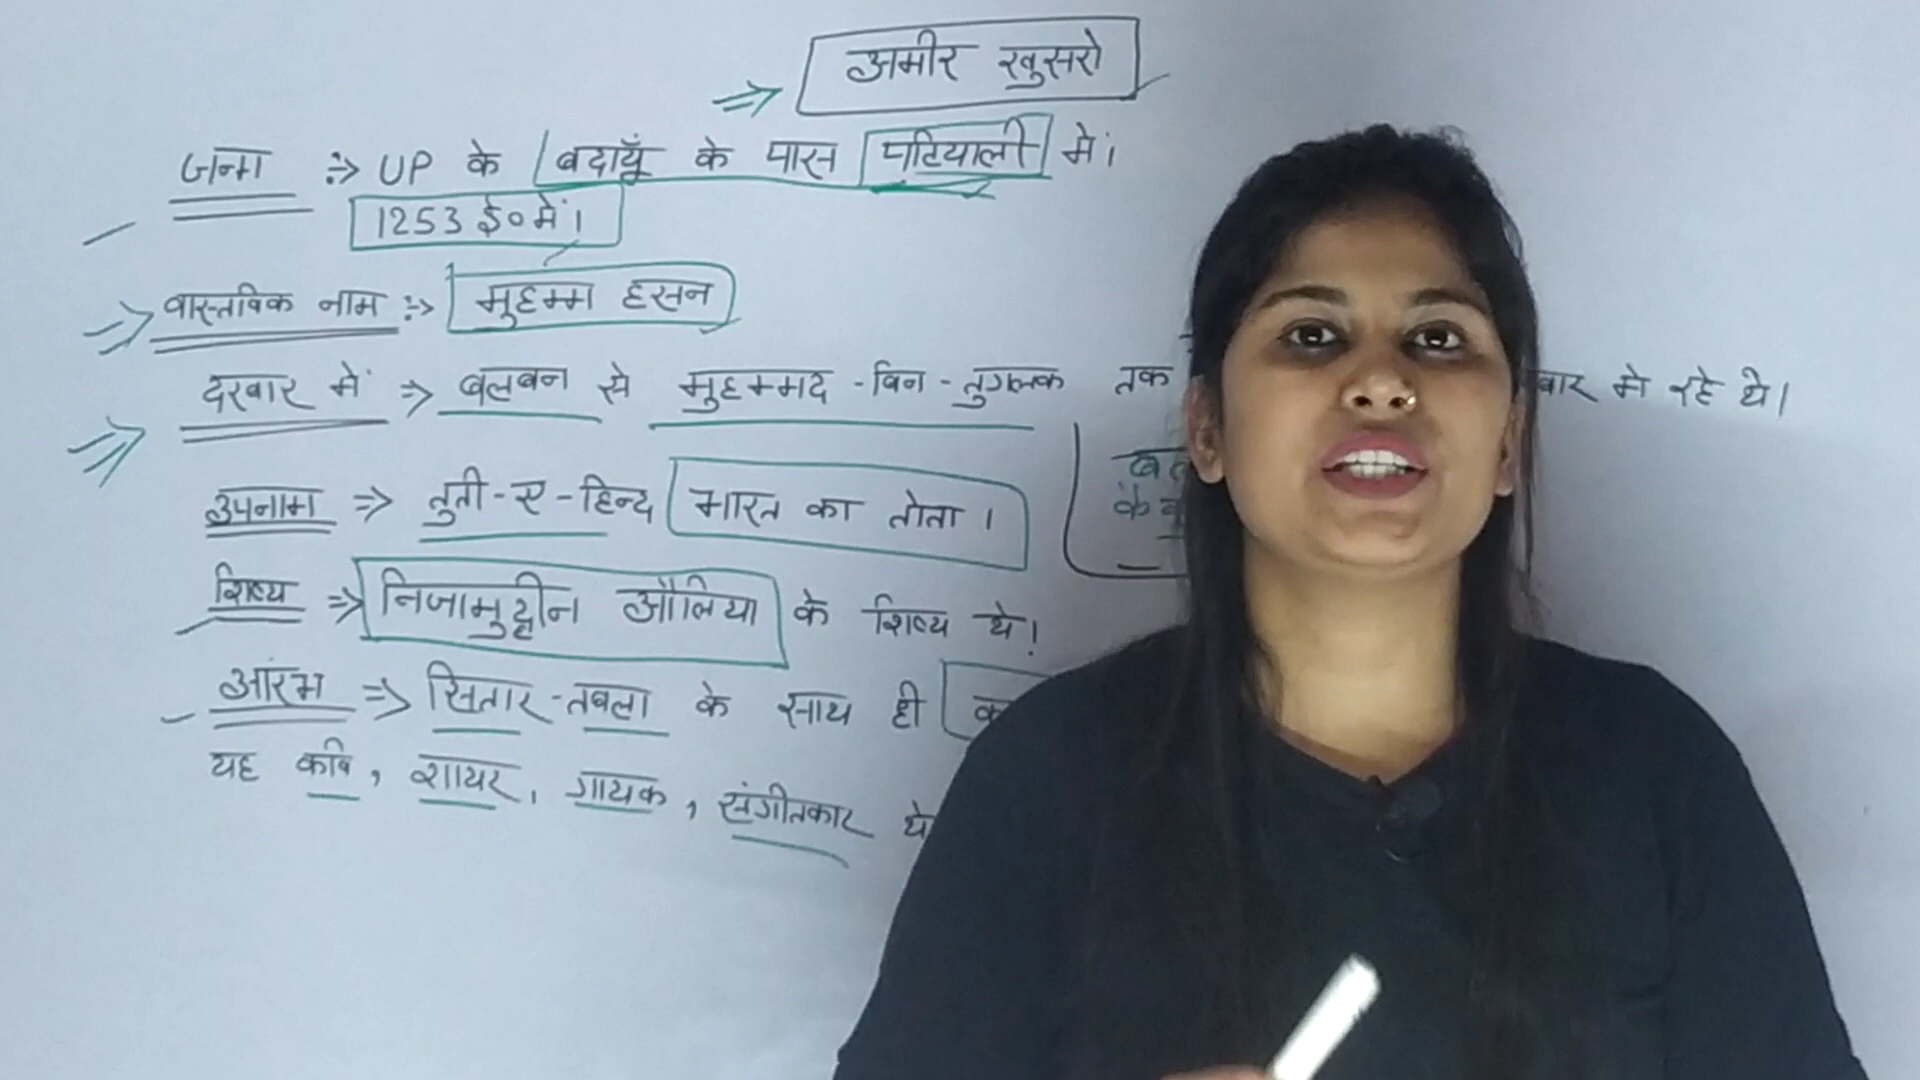 अमीर खुसरो
जन्म :-> UP के बदायूँ के पास पटियाली में।
1253 ई० में।
वास्तविक नाम :-> मुहम्म हसन
दरबार में => बलबन से मुहम्मद-बिन-तुगलक तक बार मे रहे थे।
उपनाम => तुती-ए-हिन्द भारत का तोता।
शिष्य => निजामुद्दीन औलिया के शिष्य थे।
आरंभ => सितार-तबला के साथ ही
यह कवि, शायर, गायक, संगीतकार थे